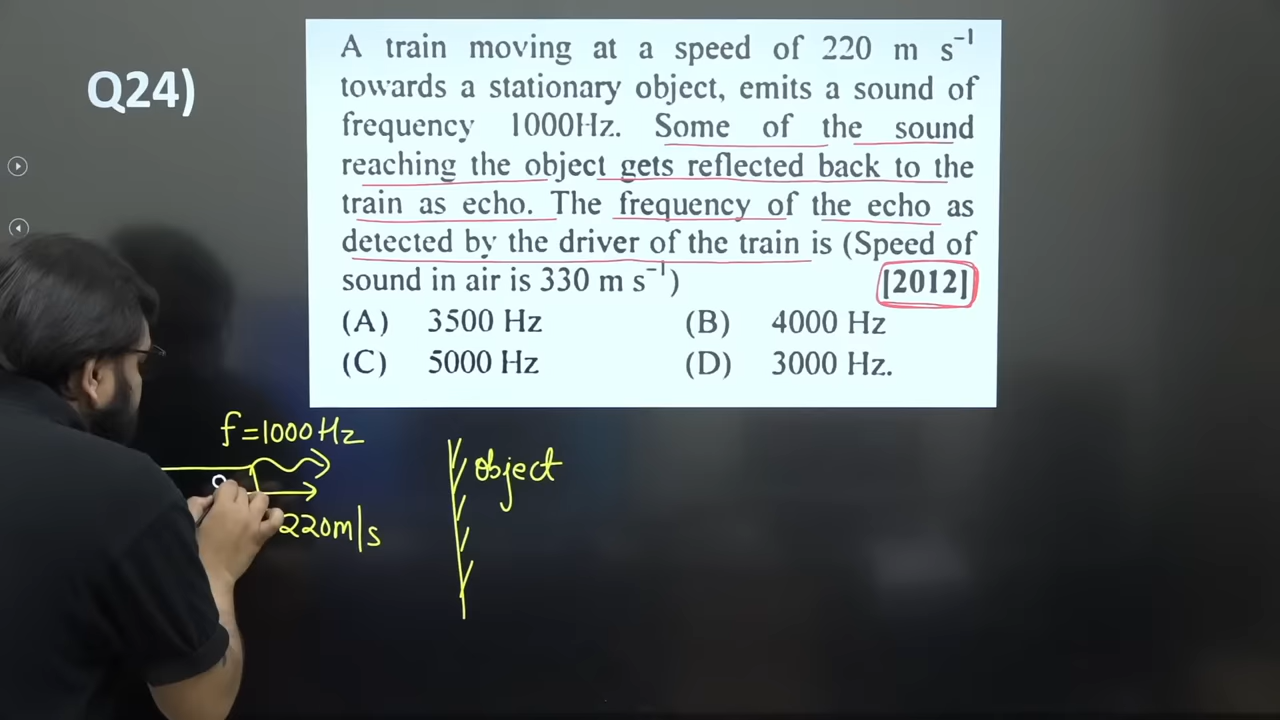 Q24)
A train moving at a speed of 220 m s⁻¹
towards a stationary object, emits a sound of
frequency 1000Hz. Some of the sound
reaching the object gets reflected back to the
train as echo. The frequency of the echo as
detected by the driver of the train is (Speed of
sound in air is 330 m s⁻¹) [2012]
(A) 3500 Hz (B) 4000 Hz
(C) 5000 Hz (D) 3000 Hz.
f=1000Hz
object
220m/s